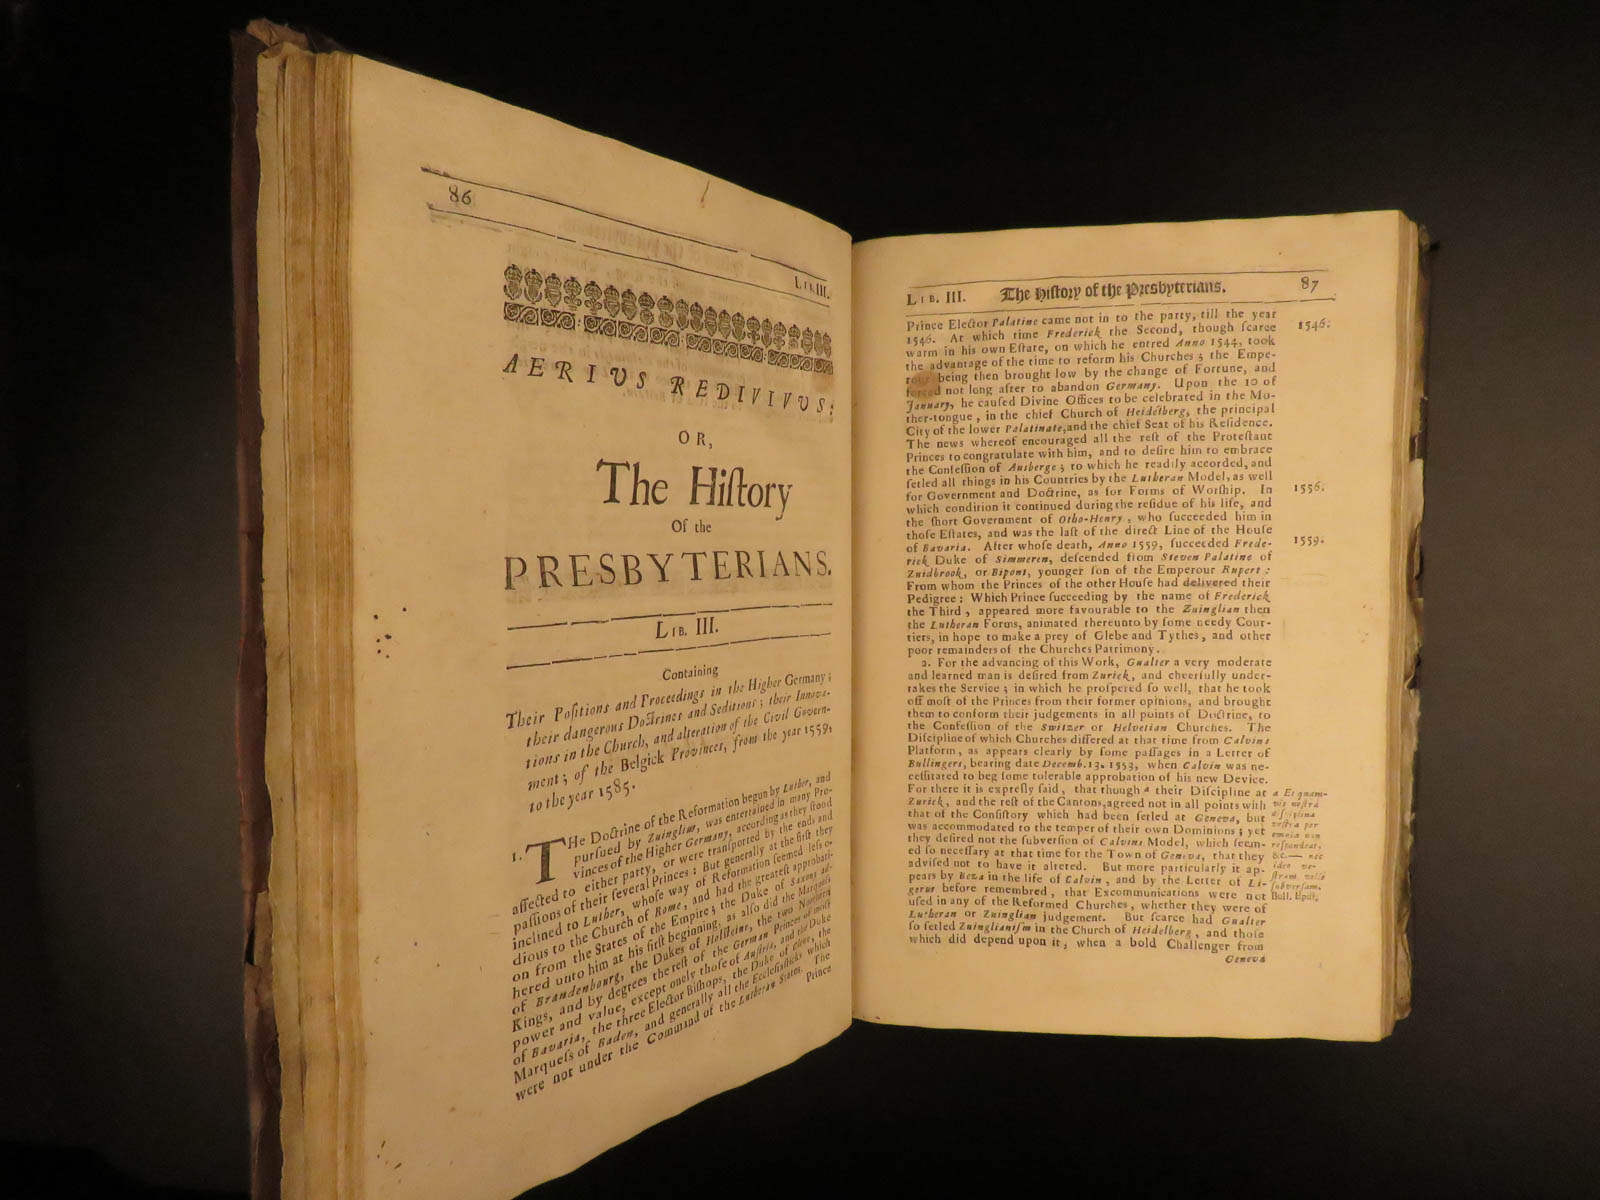 86
LIB. III.
AERIVS REDIVIVVS:
OR,
The Hiſtory
Of the
PRESBYTERIANS.
LIB. III.
Containing
Their Poſitions and Proceedings in the Higher Germany;
their dangerous Doctrines and Seditions; their Innova-
tions in the Church, and alteration of the Civil Govern-
ment; of the Belgick Provinces, from the year 1559,
to the year 1585.
1. THe Doctrine of the Reformation begun by Luther, and
purſued by Zuinglius, was entertained in many Pro-
vinces of the Higher Germany, according as they ſtood
affected to either party, or were tranſported by the ends and
paſſions of their ſeveral Princes: But generally at the firſt they
inclined to Luther, whoſe way of Reformation ſeemed leſs o-
dious to the Church of Rome, and had the greateſt approbati-
on from the States of the Empire; the Duke of Saxony ad-
hered unto him at his firſt beginning, as alſo did the Marqueſs
of Brandenbourg, the Dukes of Holſteine, the two Northern
Kings, and by degrees the reſt of the German Princes of moſt
power and value, except onely thoſe of Auſtria, and the Duke
of Bavaria, the three Elector Biſhops, the Duke of Cleve, the
Marqueſs of Baden, and generally all the Eccleſiaſticks which
were not under the Command of the Lutheran States. The
Prince
LIB. III. The Hiſtory of the Presbyterians. 87
Prince Elector Palatine came not in to the party, till the year
1546. At which time Frederick the Second, though ſcarce 1546.
warm in his own Eſtate, on which he entred Anno 1544, took
the advantage of the time to reform his Churches; the Empe-
rour being then brought low by the change of Fortune, and
forced not long after to abandon Germany. Upon the 10 of
January, he cauſed Divine Offices to be celebrated in the Mo-
ther-tongue, in the chief Church of Heidelberg, the principal
City of the lower Palatinate, and the chief Seat of his Reſidence.
The news whereof encouraged all the reſt of the Proteſtant
Princes to congratulate with him, and to deſire him to embrace
the Confeſſion of Ausberge; to which he readily accorded, and
ſetled all things in his Countries by the Lutheran Model, as well
for Government and Doctrine, as for Forms of Worſhip. In 1556.
which condition it continued during the reſidue of his life, and
the ſhort Government of Otho-Henry, who ſucceeded him in
thoſe Eſtates, and was the laſt of the direct Line of the Houſe
of Bavaria. After whoſe death, Anno 1559, ſucceeded Frede- 1559.
rick Duke of Simmeren, deſcended from Steven Palatine of
Zuidbrook, or Bipont, younger ſon of the Emperour Rupert:
From whom the Princes of the other Houſe had delivered their
Pedigree: Which Prince ſucceeding by the name of Frederick
the Third, appeared more favourable to the Zuinglian then
the Lutheran Forms, animated thereunto by ſome needy Cour-
tiers, in hope to make a prey of Glebe and Tythes, and other
poor remainders of the Churches Patrimony.
2. For the advancing of this Work, Gualter a very moderate
and learned man is deſired from Zurick, and cheerfully under-
takes the Service; in which he proſpered ſo well, that he took
off moſt of the Princes from their former opinions, and brought
them to conform their judgements in all points of Doctrine, to
the Confeſſion of the Switzer or Helvetian Churches. The
Diſcipline of which Churches differed at that time from Calvins
Platform, as appears clearly by ſome paſſages in a Letter of
Bullingers, bearing date Decemb. 13. 1553, when Calvin was ne-
ceſſitated to beg ſome tolerable approbation of his new Device.
For there it is expreſly ſaid, that though a their Diſcipline at a Et quam-
Zurick, and the reſt of the Cantons, agreed not in all points with vis noſtra
that of the Conſiſtory which had been ſetled at Geneva, but diſciplina
was accommodated to the temper of their own Dominions; yet veſtra per
they deſired not the ſubverſion of Calvins Model, which ſeem- omnia non
ed ſo neceſſary at that time for the Town of Geneva, that they reſpondeat,
adviſed not to have it altered. But more particularly it ap- &c.— nec
pears by Beza in the life of Calvin, and by the Letter of Li- ideo ve-
gerus before remembred, that Excommunications were not ſtram velle
uſed in any of the Reformed Churches, whether they were of ſubverſam.
Lutheran or Zuinglian judgement. But ſcarce had Gualter Bull. Epiſt.
ſo ſetled Zuinglianiſm in the Church of Heidelberg, and thoſe
which did depend upon it, when a bold Challenger from
Geneva